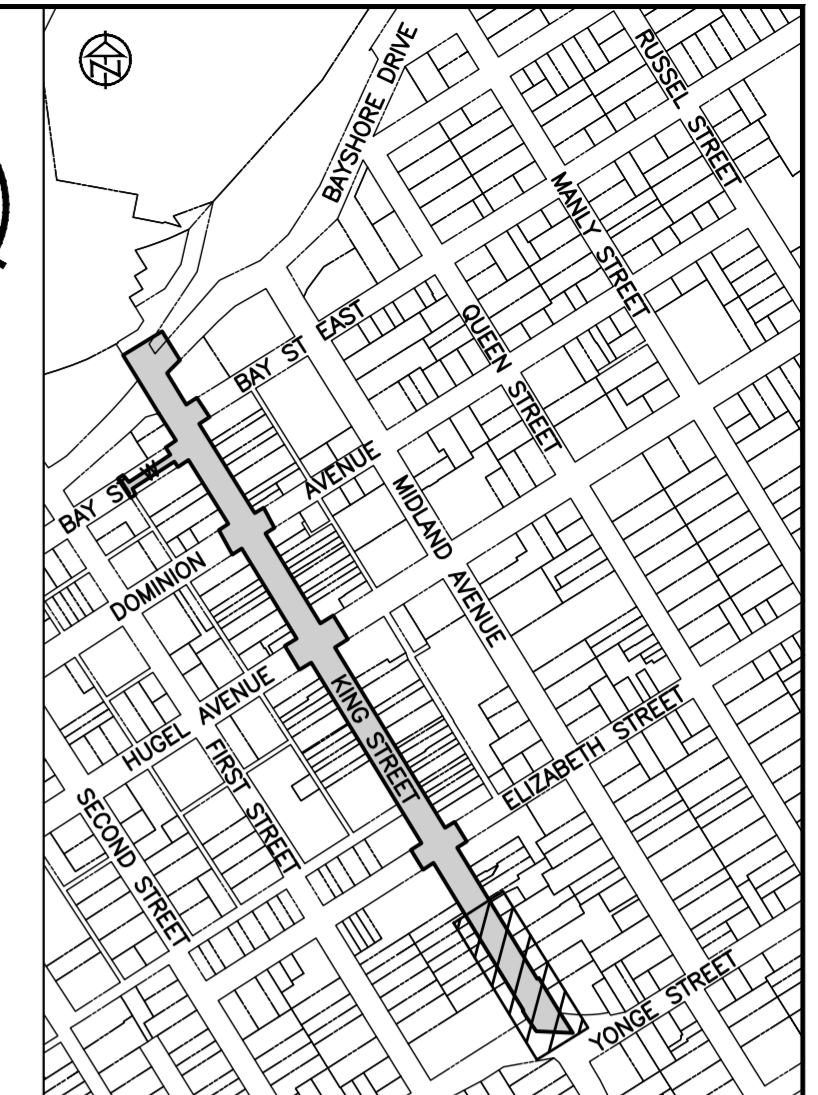 N
BAYSHORE DRIVE
RUSSEL STREET
MANLY STREET
BAY ST EAST
QUEEN STREET
BAY ST W
AVENUE
DOMINION
MIDLAND AVENUE
HUGEL AVENUE
KING STREET
FIRST STREET
ELIZABETH STREET
SECOND STREET
YONGE STREET